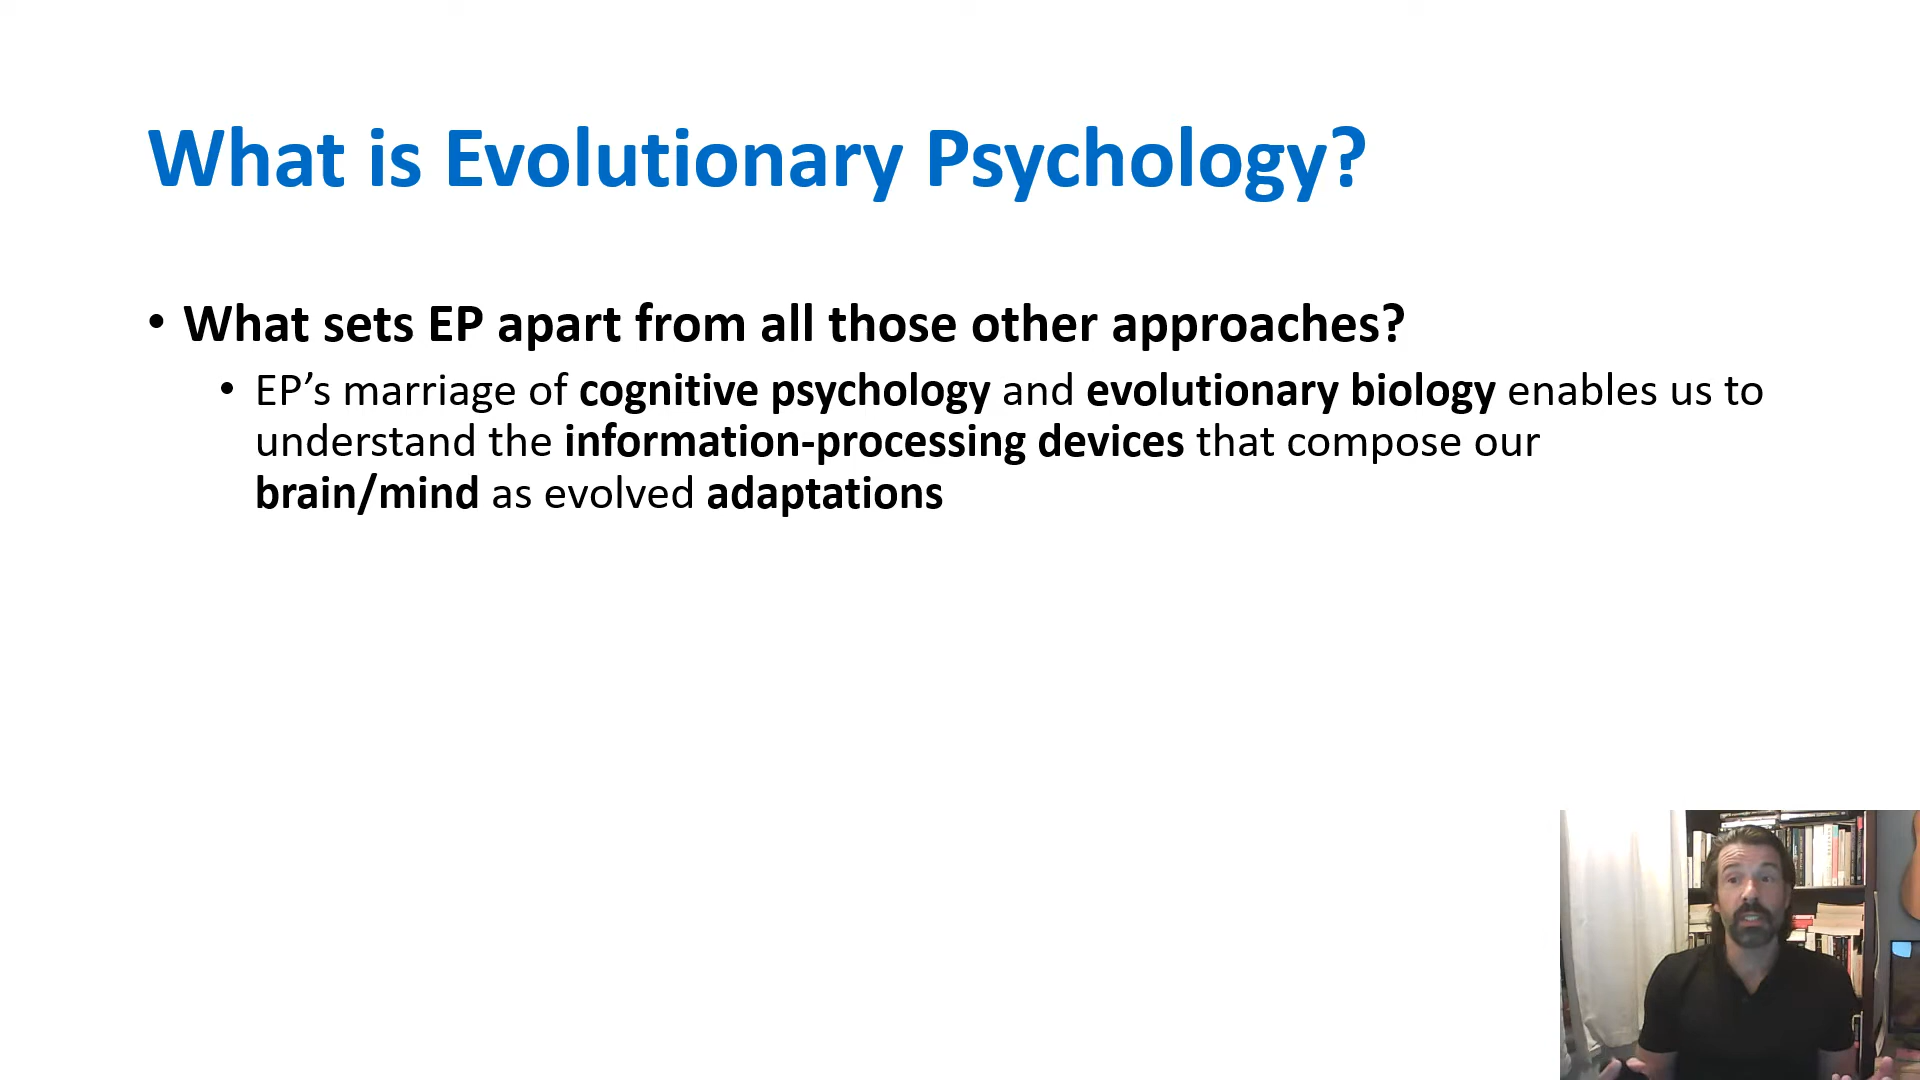 What is Evolutionary Psychology?
• What sets EP apart from all those other approaches?
• EP’s marriage of cognitive psychology and evolutionary biology enables us to
understand the information-processing devices that compose our
brain/mind as evolved adaptations